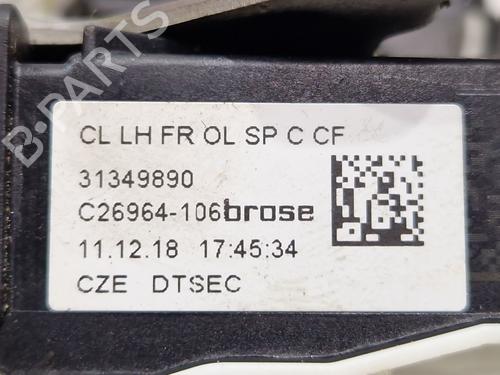 CL LH FR OL SP C CF
31349890
C26964-106 brose
11.12.18 17:45:34
CZE DTSEC
B-PARTS